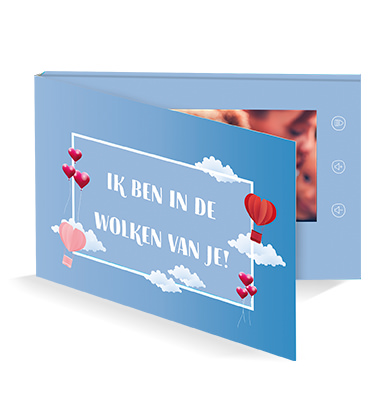 IK BEN IN DE
WOLKEN VAN JE!